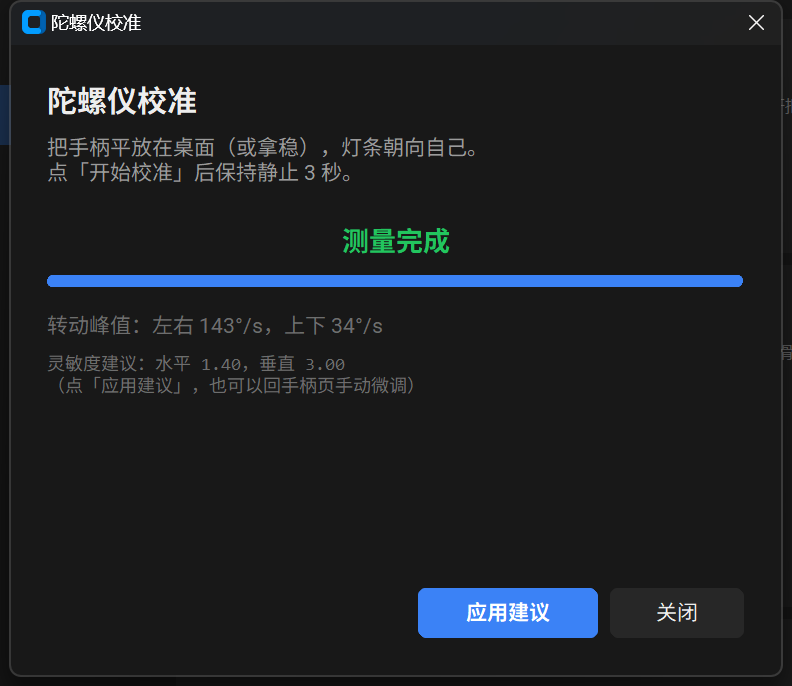 陀螺仪校准
陀螺仪校准
把手柄平放在桌面（或拿稳），灯条朝向自己。
点「开始校准」后保持静止 3 秒。
测量完成
转动峰值：左右 143°/s，上下 34°/s
灵敏度建议：水平 1.40，垂直 3.00
（点「应用建议」，也可以回手柄页手动微调）
应用建议
关闭